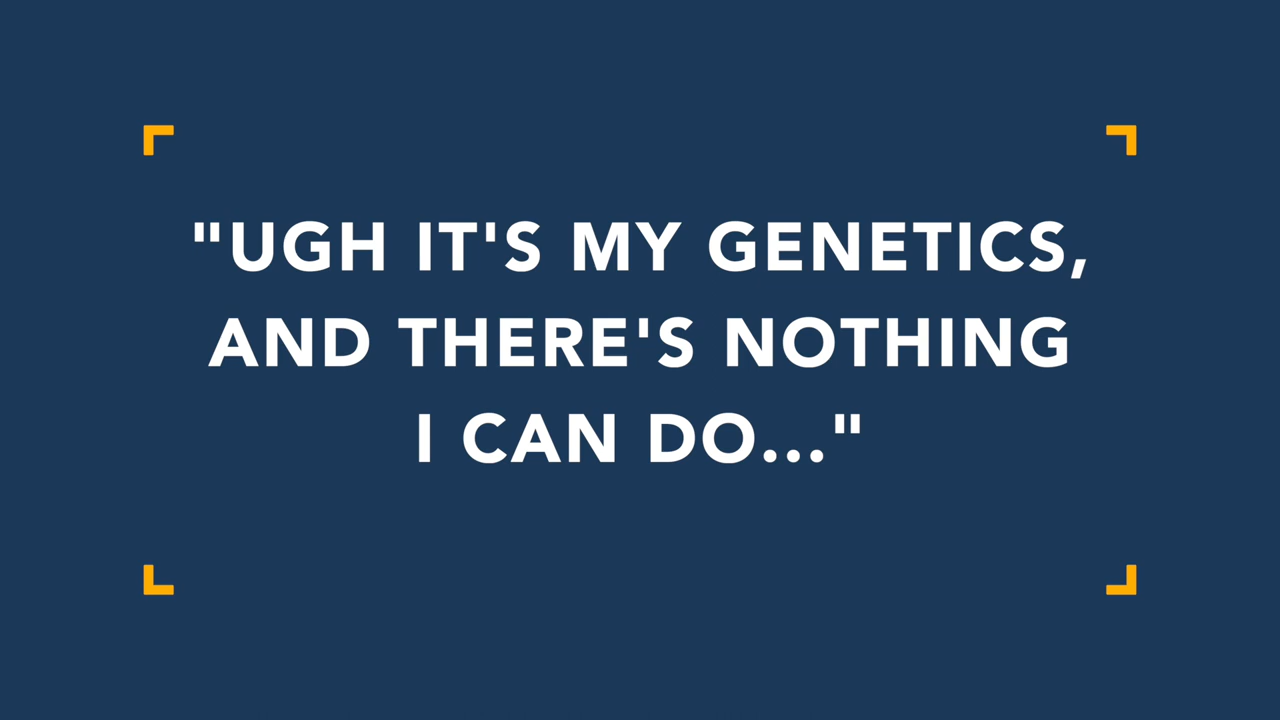 "UGH IT'S MY GENETICS,
AND THERE'S NOTHING
I CAN DO..."